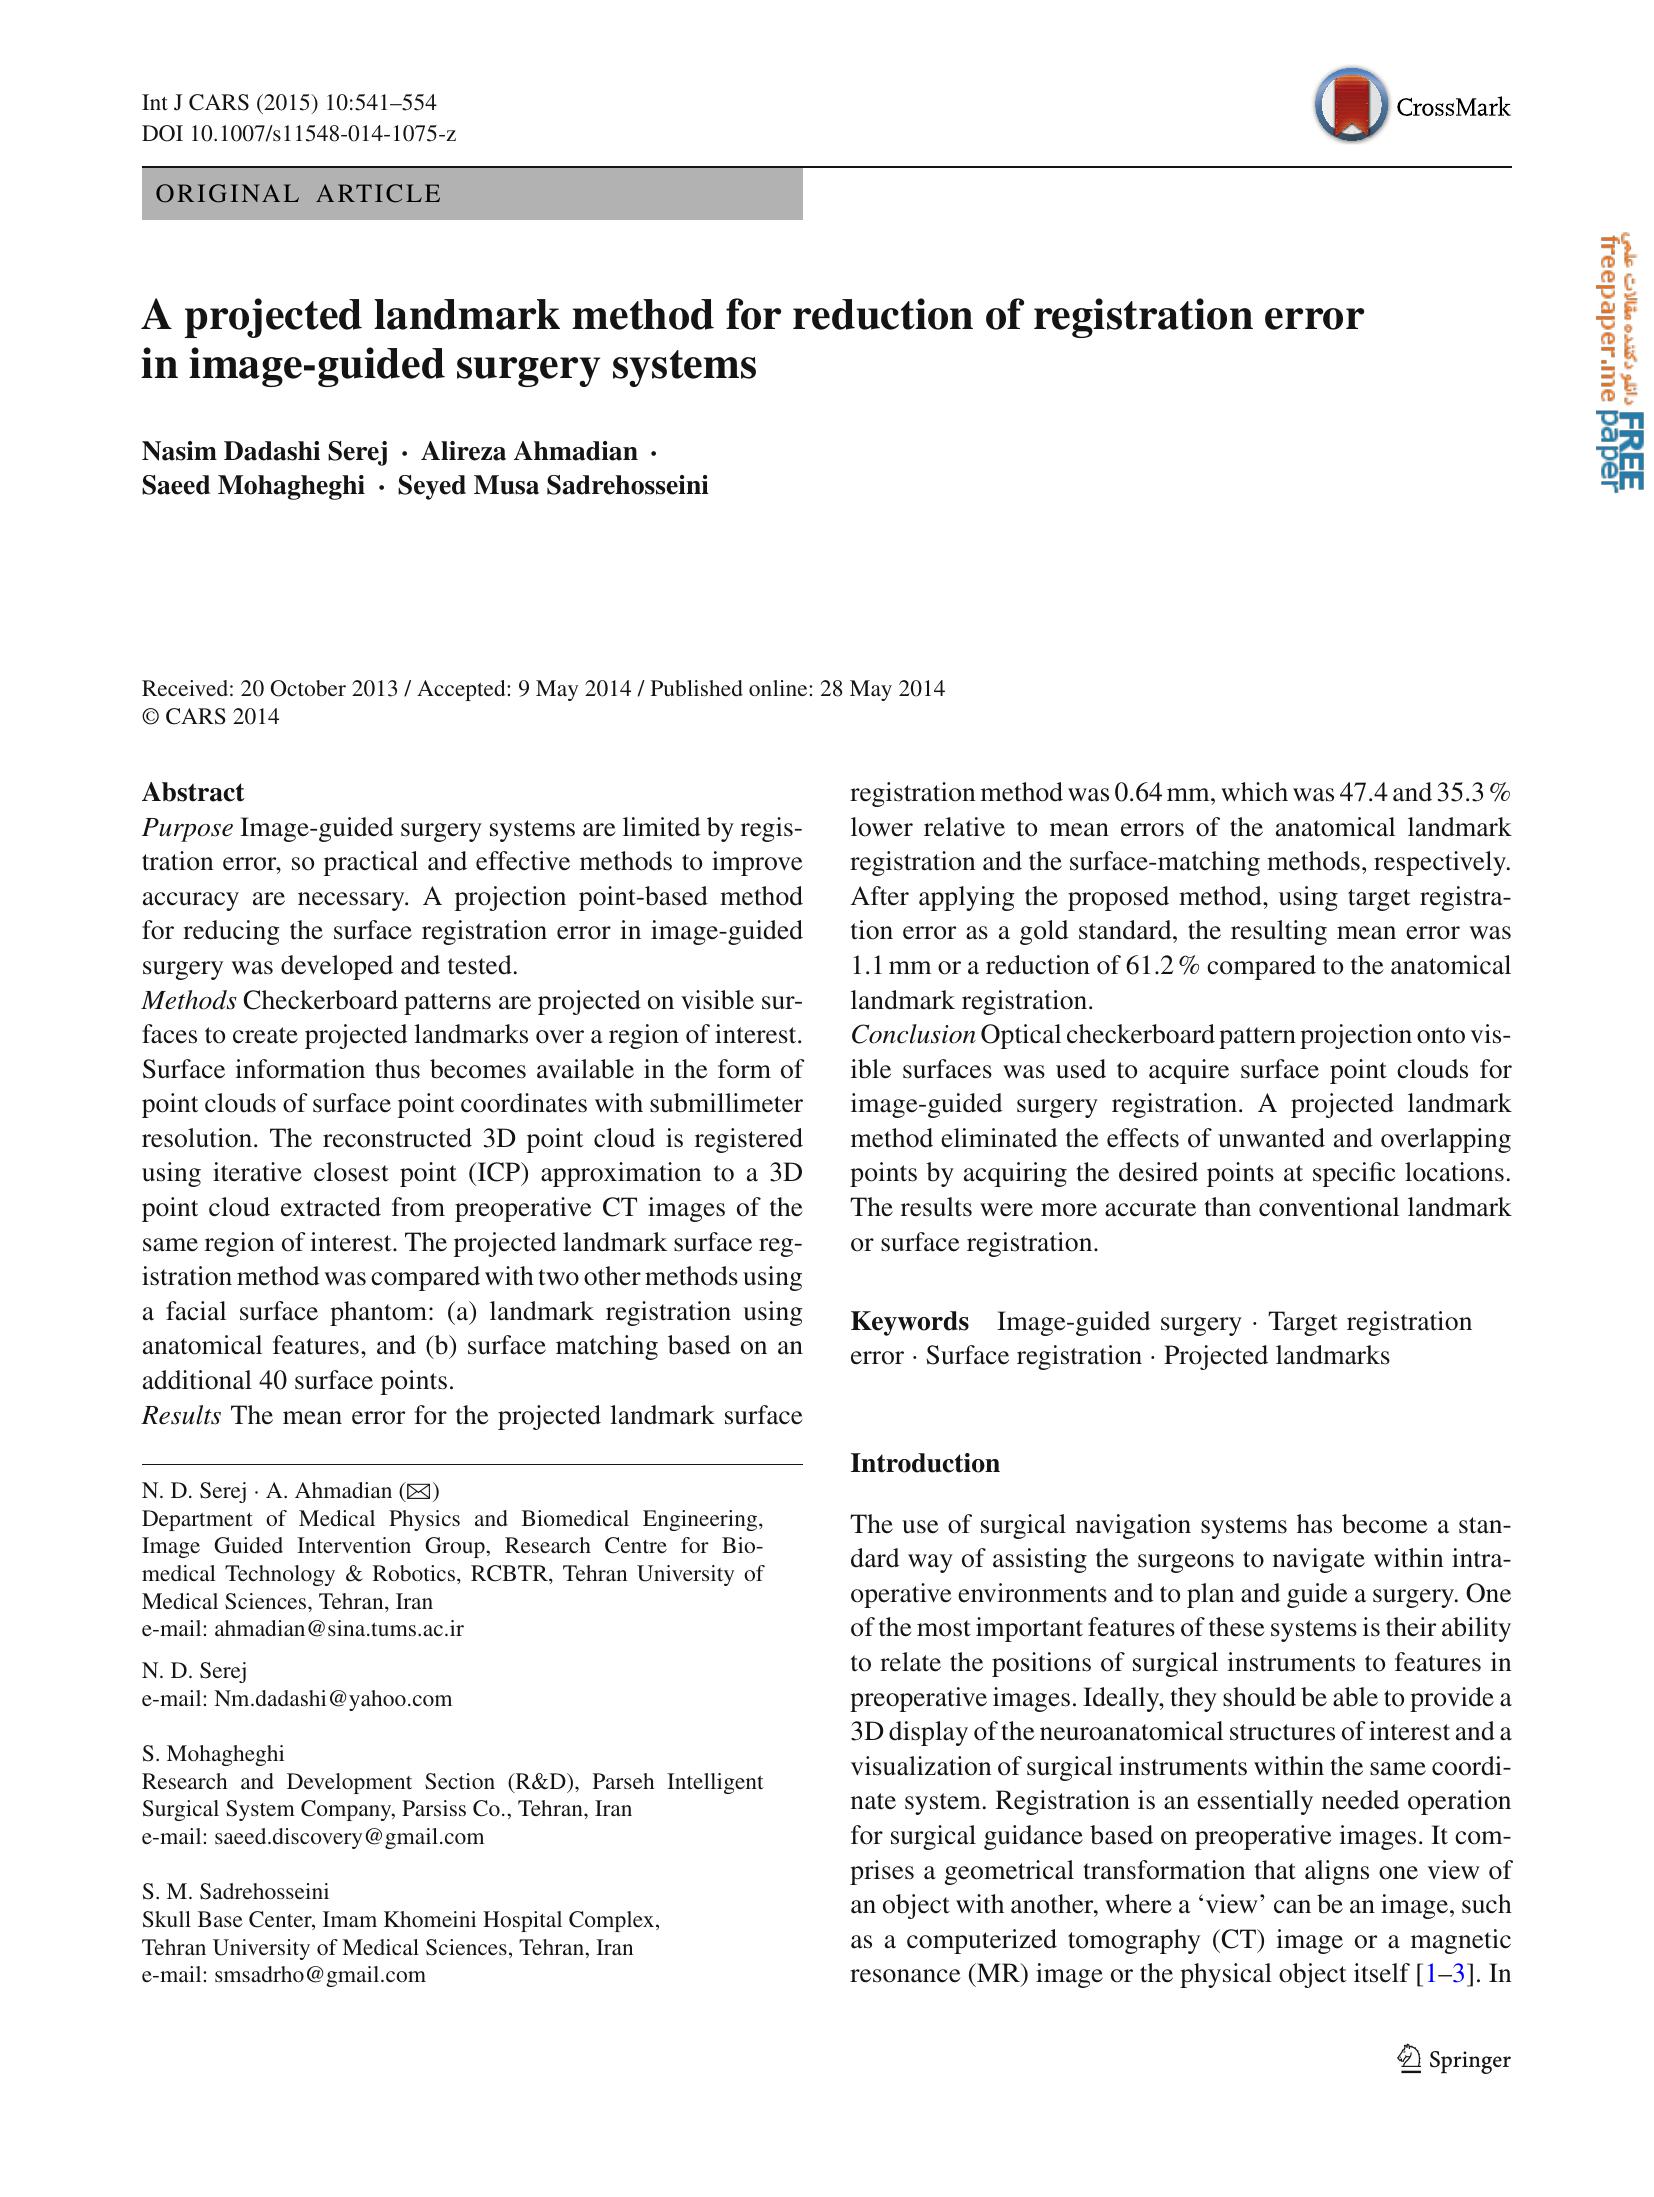 Int J CARS (2015) 10:541–554
DOI 10.1007/s11548-014-1075-z
CrossMark
ORIGINAL ARTICLE
A projected landmark method for reduction of registration error
in image-guided surgery systems
Nasim Dadashi Serej · Alireza Ahmadian ·
Saeed Mohagheghi · Seyed Musa Sadrehosseini
Received: 20 October 2013 / Accepted: 9 May 2014 / Published online: 28 May 2014
© CARS 2014
Abstract
Purpose Image-guided surgery systems are limited by regis-
tration error, so practical and effective methods to improve
accuracy are necessary. A projection point-based method
for reducing the surface registration error in image-guided
surgery was developed and tested.
Methods Checkerboard patterns are projected on visible sur-
faces to create projected landmarks over a region of interest.
Surface information thus becomes available in the form of
point clouds of surface point coordinates with submillimeter
resolution. The reconstructed 3D point cloud is registered
using iterative closest point (ICP) approximation to a 3D
point cloud extracted from preoperative CT images of the
same region of interest. The projected landmark surface reg-
istration method was compared with two other methods using
a facial surface phantom: (a) landmark registration using
anatomical features, and (b) surface matching based on an
additional 40 surface points.
Results The mean error for the projected landmark surface
N. D. Serej · A. Ahmadian (✉)
Department of Medical Physics and Biomedical Engineering,
Image Guided Intervention Group, Research Centre for Bio-
medical Technology & Robotics, RCBTR, Tehran University of
Medical Sciences, Tehran, Iran
e-mail: ahmadian@sina.tums.ac.ir
N. D. Serej
e-mail: Nm.dadashi@yahoo.com
S. Mohagheghi
Research and Development Section (R&D), Parseh Intelligent
Surgical System Company, Parsiss Co., Tehran, Iran
e-mail: saeed.discovery@gmail.com
S. M. Sadrehosseini
Skull Base Center, Imam Khomeini Hospital Complex,
Tehran University of Medical Sciences, Tehran, Iran
e-mail: smsadrho@gmail.com
registration method was 0.64 mm, which was 47.4 and 35.3 %
lower relative to mean errors of the anatomical landmark
registration and the surface-matching methods, respectively.
After applying the proposed method, using target registra-
tion error as a gold standard, the resulting mean error was
1.1 mm or a reduction of 61.2 % compared to the anatomical
landmark registration.
Conclusion Optical checkerboard pattern projection onto vis-
ible surfaces was used to acquire surface point clouds for
image-guided surgery registration. A projected landmark
method eliminated the effects of unwanted and overlapping
points by acquiring the desired points at specific locations.
The results were more accurate than conventional landmark
or surface registration.
Keywords Image-guided surgery · Target registration
error · Surface registration · Projected landmarks
Introduction
The use of surgical navigation systems has become a stan-
dard way of assisting the surgeons to navigate within intra-
operative environments and to plan and guide a surgery. One
of the most important features of these systems is their ability
to relate the positions of surgical instruments to features in
preoperative images. Ideally, they should be able to provide a
3D display of the neuroanatomical structures of interest and a
visualization of surgical instruments within the same coordi-
nate system. Registration is an essentially needed operation
for surgical guidance based on preoperative images. It com-
prises a geometrical transformation that aligns one view of
an object with another, where a ‘view’ can be an image, such
as a computerized tomography (CT) image or a magnetic
resonance (MR) image or the physical object itself [1–3]. In
Springer
دانلود کننده مقالات علمی
freepaper.me
FREE
paper